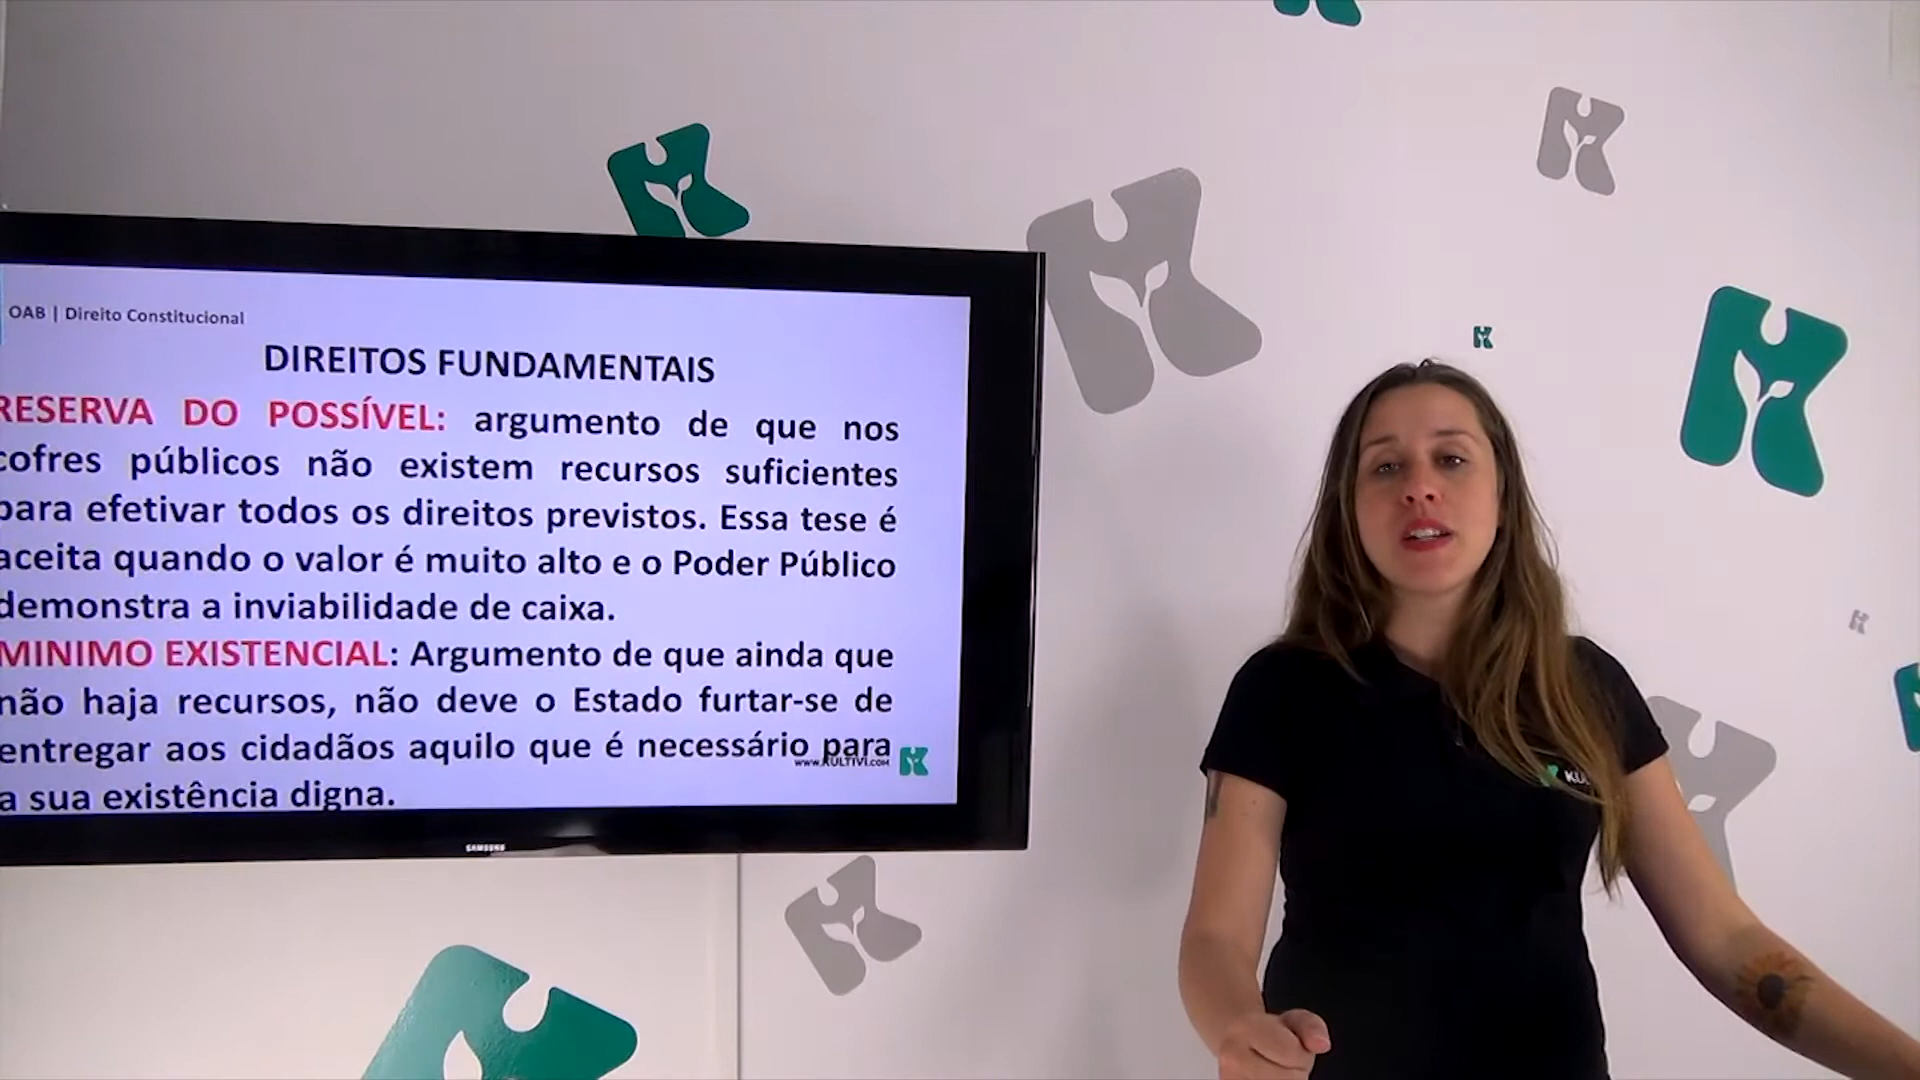 OAB | Direito Constitucional
DIREITOS FUNDAMENTAIS
RESERVA DO POSSÍVEL: argumento de que nos
cofres públicos não existem recursos suficientes
para efetivar todos os direitos previstos. Essa tese é
aceita quando o valor é muito alto e o Poder Público
demonstra a inviabilidade de caixa.
MINIMO EXISTENCIAL: Argumento de que ainda que
não haja recursos, não deve o Estado furtar-se de
entregar aos cidadãos aquilo que é necessário para
a sua existência digna.
www.KULTIVI.COM
SAMSUNG